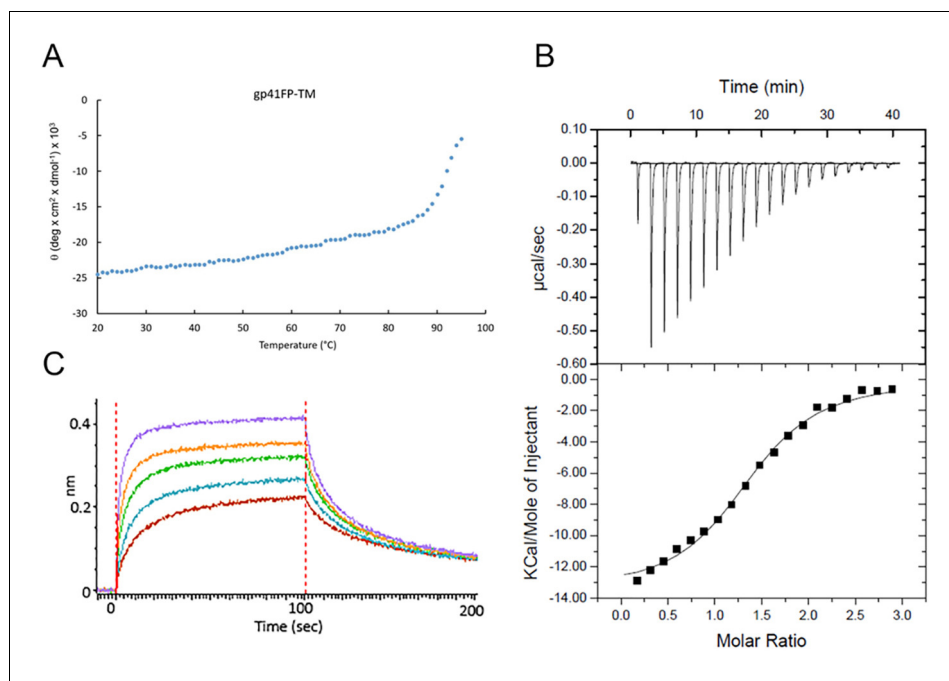 A
gp41FP-TM
0
-5
-10
-15
-20
-25
-30
θ (deg x cm² x dmol⁻¹) x 10³
20 30 40 50 60 70 80 90 100
Temperature (°C)
B
Time (min)
0 10 20 30 40
0.10
0.00
-0.10
-0.20
-0.30
-0.40
-0.50
-0.60
µcal/sec
0.00
-2.00
-4.00
-6.00
-8.00
-10.00
-12.00
-14.00
KCal/Mole of Injectant
0.0 0.5 1.0 1.5 2.0 2.5 3.0
Molar Ratio
C
0.4
0.2
0
nm
0 100 200
Time (sec)